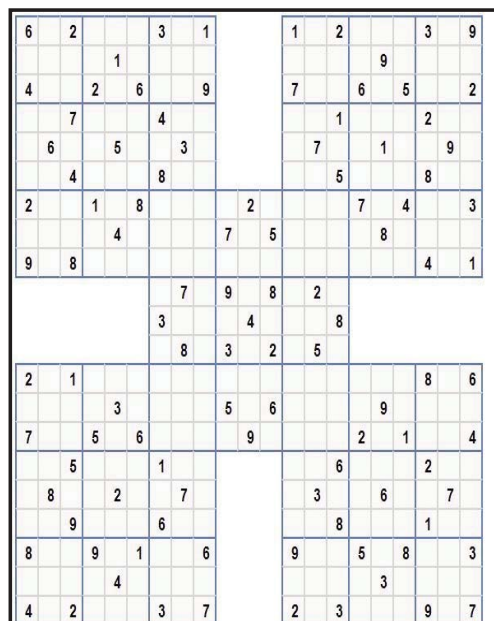 6 2 3 1 1 2 3 9
1 9
4 2 6 9 7 6 5 2
7 4 1 2
6 5 3 7 1 9
4 8 5 8
2 1 8 2 7 4 3
4 7 5 8
9 8 4 1
7 9 8 2
3 4 8
8 3 2 5
2 1 8 6
3 5 6 9
7 5 6 9 2 1 4
5 1 6 2
8 2 7 3 6 7
9 6 8 1
8 9 1 6 9 5 8 3
4 3
4 2 3 7 2 3 9 7